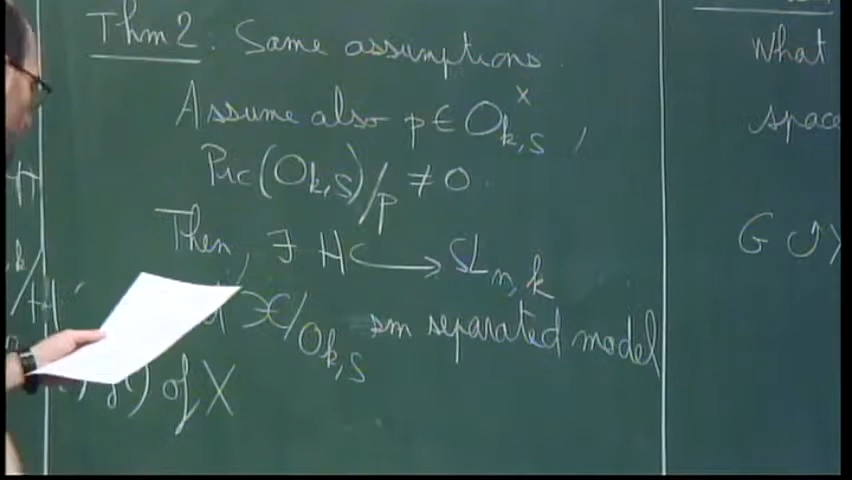 Thm 2 : Same assumptions.
Assume also p ∈ O_{k,S}^×,
Pic(O_{k,S})/p ≠ 0.
Then, ∃ H ↪ SL_{n,k}
𝒳/O_{k,S} sm separated model
) of X
What
space
G ↻ X